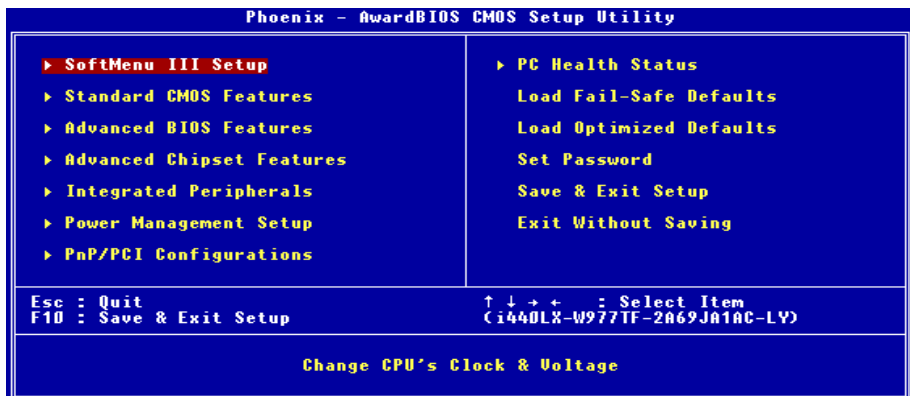 Phoenix - AwardBIOS CMOS Setup Utility
▸ SoftMenu III Setup
▸ Standard CMOS Features
▸ Advanced BIOS Features
▸ Advanced Chipset Features
▸ Integrated Peripherals
▸ Power Management Setup
▸ PnP/PCI Configurations
▸ PC Health Status
Load Fail-Safe Defaults
Load Optimized Defaults
Set Password
Save & Exit Setup
Exit Without Saving
Esc : Quit
F10 : Save & Exit Setup
↑ ↓ → ← : Select Item
(i440LX-W977TF-2A69JA1AC-LY)
Change CPU's Clock & Voltage